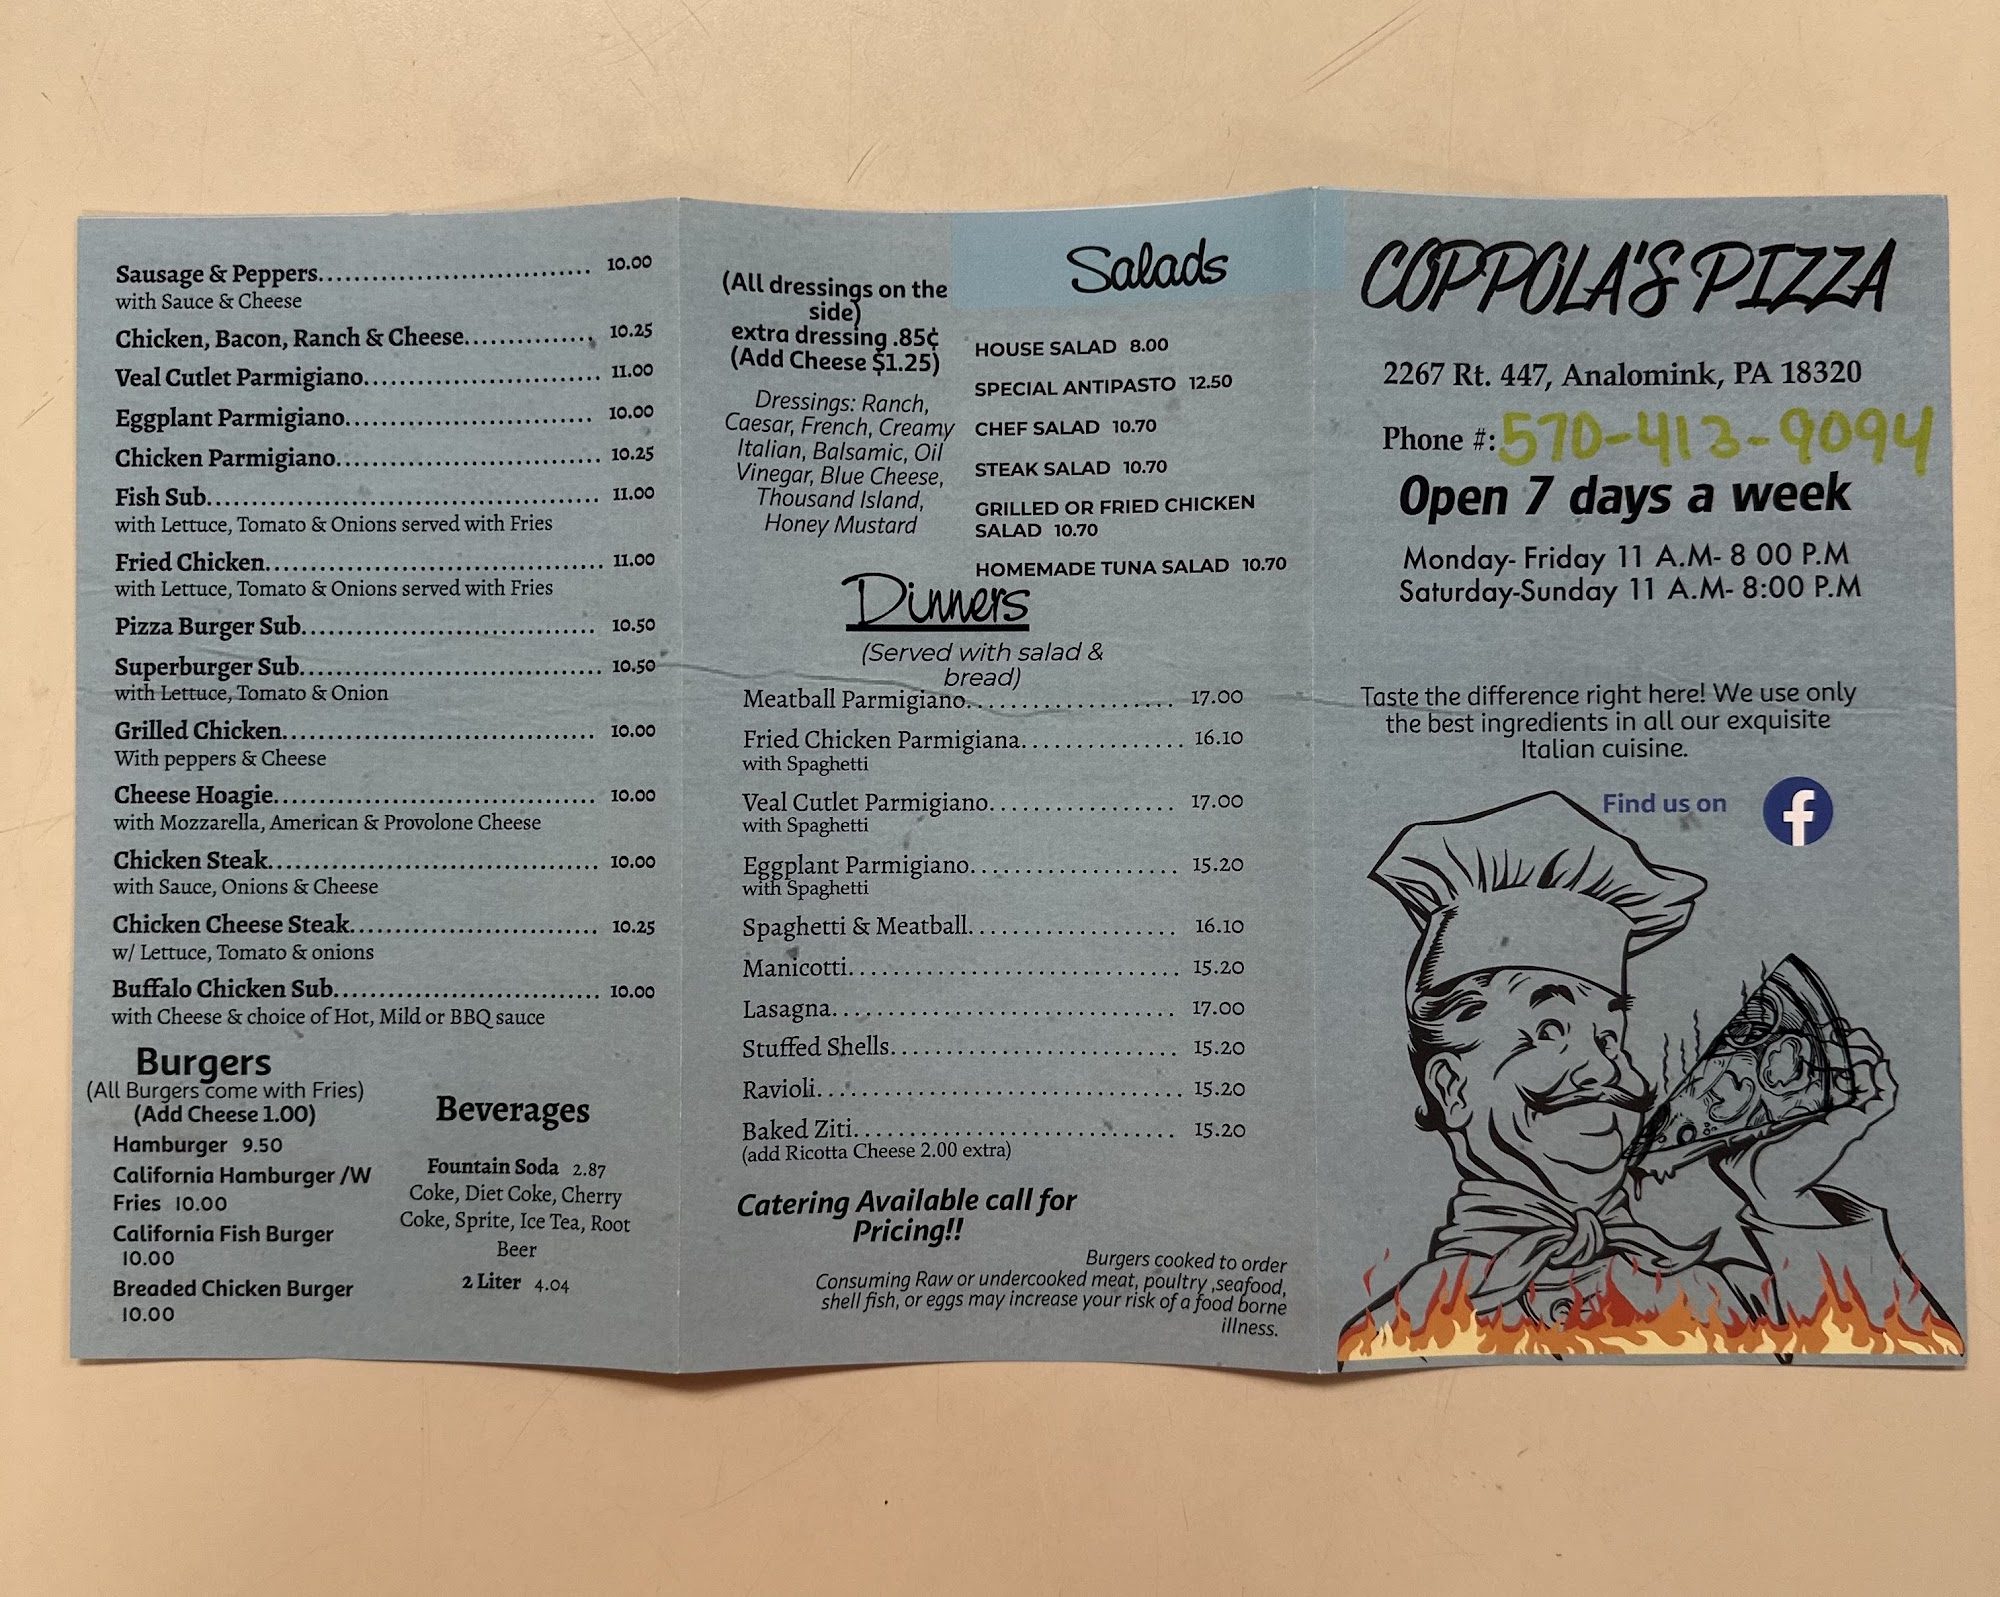 Sausage & Peppers................................ 10.00
with Sauce & Cheese
Chicken, Bacon, Ranch & Cheese.............. 10.25
Veal Cutlet Parmigiano........................... 11.00
Eggplant Parmigiano............................. 10.00
Chicken Parmigiano.............................. 10.25
Fish Sub............................................. 11.00
with Lettuce, Tomato & Onions served with Fries
Fried Chicken....................................... 11.00
with Lettuce, Tomato & Onions served with Fries
Pizza Burger Sub.................................. 10.50
Superburger Sub................................... 10.50
with Lettuce, Tomato & Onion
Grilled Chicken.................................... 10.00
With peppers & Cheese
Cheese Hoagie..................................... 10.00
with Mozzarella, American & Provolone Cheese
Chicken Steak...................................... 10.00
with Sauce, Onions & Cheese
Chicken Cheese Steak............................ 10.25
w/ Lettuce, Tomato & onions
Buffalo Chicken Sub.............................. 10.00
with Cheese & choice of Hot, Mild or BBQ sauce
Burgers
(All Burgers come with Fries)
(Add Cheese 1.00)
Hamburger 9.50
California Hamburger /W
Fries 10.00
California Fish Burger
10.00
Breaded Chicken Burger
10.00
Beverages
Fountain Soda 2.87
Coke, Diet Coke, Cherry
Coke, Sprite, Ice Tea, Root
Beer
2 Liter 4.04
(All dressings on the
side)
extra dressing .85¢
(Add Cheese $1.25)
Dressings: Ranch,
Caesar, French, Creamy
Italian, Balsamic, Oil
Vinegar, Blue Cheese,
Thousand Island,
Honey Mustard
Salads
HOUSE SALAD 8.00
SPECIAL ANTIPASTO 12.50
CHEF SALAD 10.70
STEAK SALAD 10.70
GRILLED OR FRIED CHICKEN
SALAD 10.70
HOMEMADE TUNA SALAD 10.70
Dinners
(Served with salad &
bread)
Meatball Parmigiano..................... 17.00
Fried Chicken Parmigiana............... 16.10
with Spaghetti
Veal Cutlet Parmigiano.................. 17.00
with Spaghetti
Eggplant Parmigiano..................... 15.20
with Spaghetti
Spaghetti & Meatball..................... 16.10
Manicotti................................. 15.20
Lasagna................................... 17.00
Stuffed Shells............................. 15.20
Ravioli.................................... 15.20
Baked Ziti................................ 15.20
(add Ricotta Cheese 2.00 extra)
Catering Available call for
Pricing!!
Burgers cooked to order
Consuming Raw or undercooked meat, poultry ,seafood,
shell fish, or eggs may increase your risk of a food borne
illness.
COPPOLA'S PIZZA
2267 Rt. 447, Analomink, PA 18320
Phone #: 570-413-9094
Open 7 days a week
Monday- Friday 11 A.M- 8 00 P.M
Saturday-Sunday 11 A.M- 8:00 P.M
Taste the difference right here! We use only
the best ingredients in all our exquisite
Italian cuisine.
Find us on f